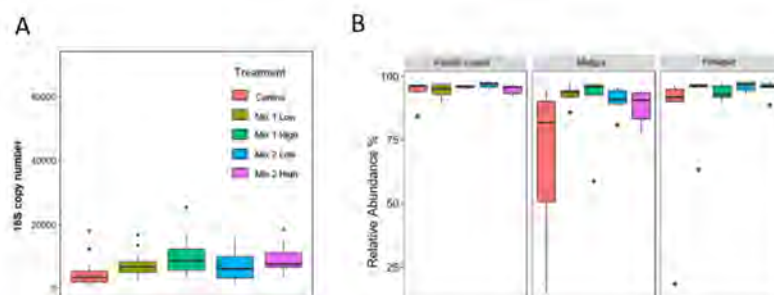 A
B
Treatment
Control
Mix 1 Low
Mix 1 High
Mix 2 Low
Mix 2 High
60000
40000
20000
0
16S copy number
Midgut
100
75
50
25
Relative Abundance %